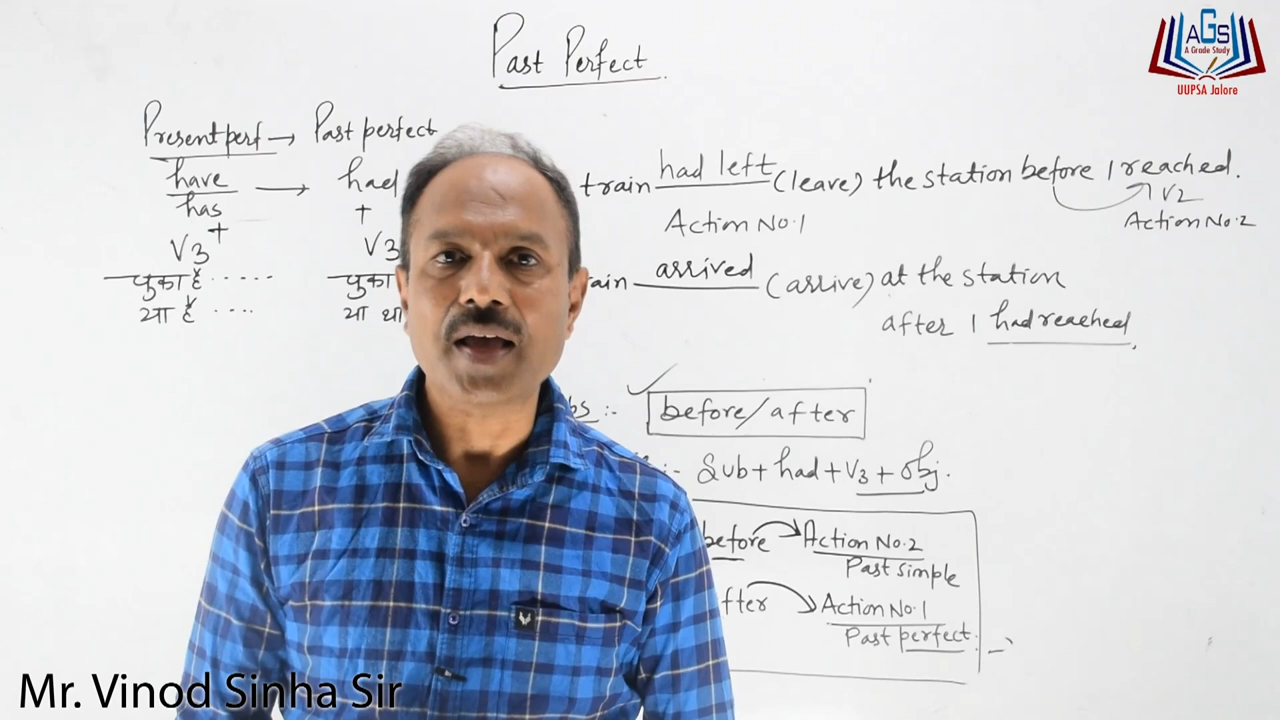 Past Perfect
AGS
A Grade Study
UUPSA Jalore
Present perf → Past perfect
have → had
has +
+ V3
V3
चुका है ......
चुका
या हैं ....
या था
train had left (leave) the station before I reached.
V2
Action No.1
Action No.2
arrived (arrive) at the station
after I had reached.
:- before/after
:- Sub + had + V3 + obj.
before → Action No.2
Past simple
→ Action No.1
Past perfect.
Mr. Vinod Sinha Sir